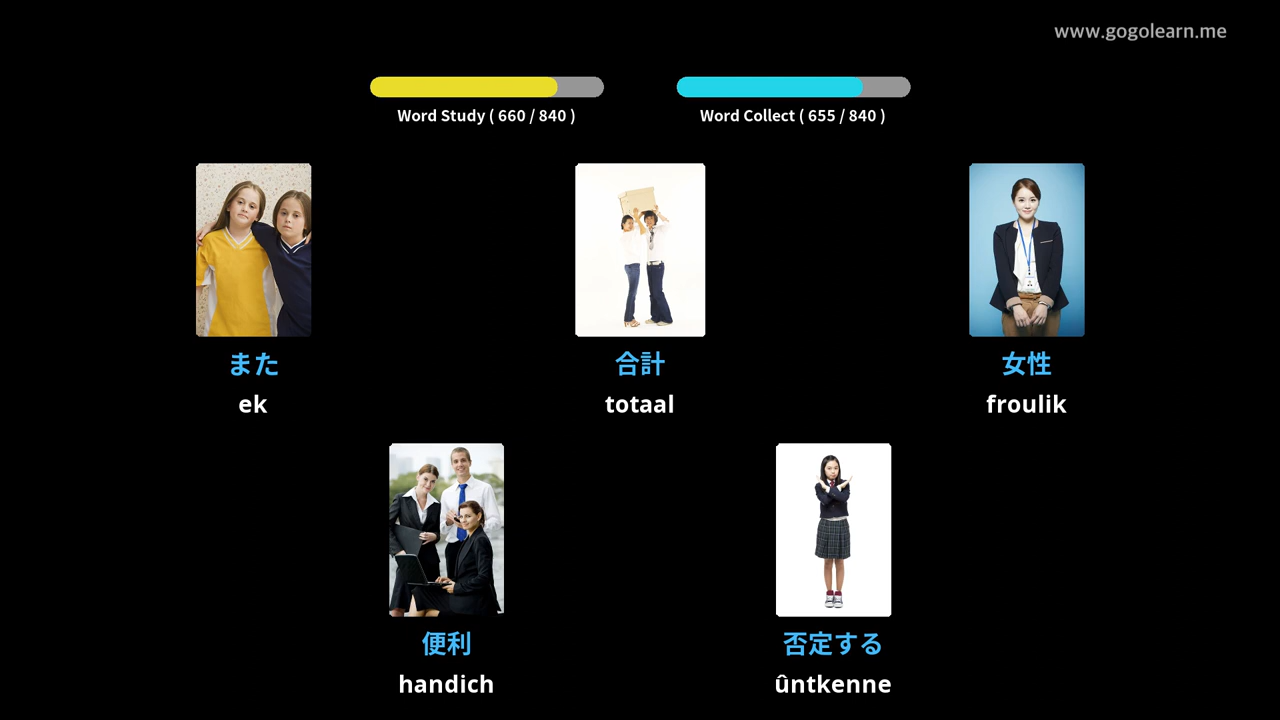 www.gogolearn.me
Word Study ( 660 / 840 )
Word Collect ( 655 / 840 )
また
ek
合計
totaal
女性
froulik
便利
handich
否定する
ûntkenne